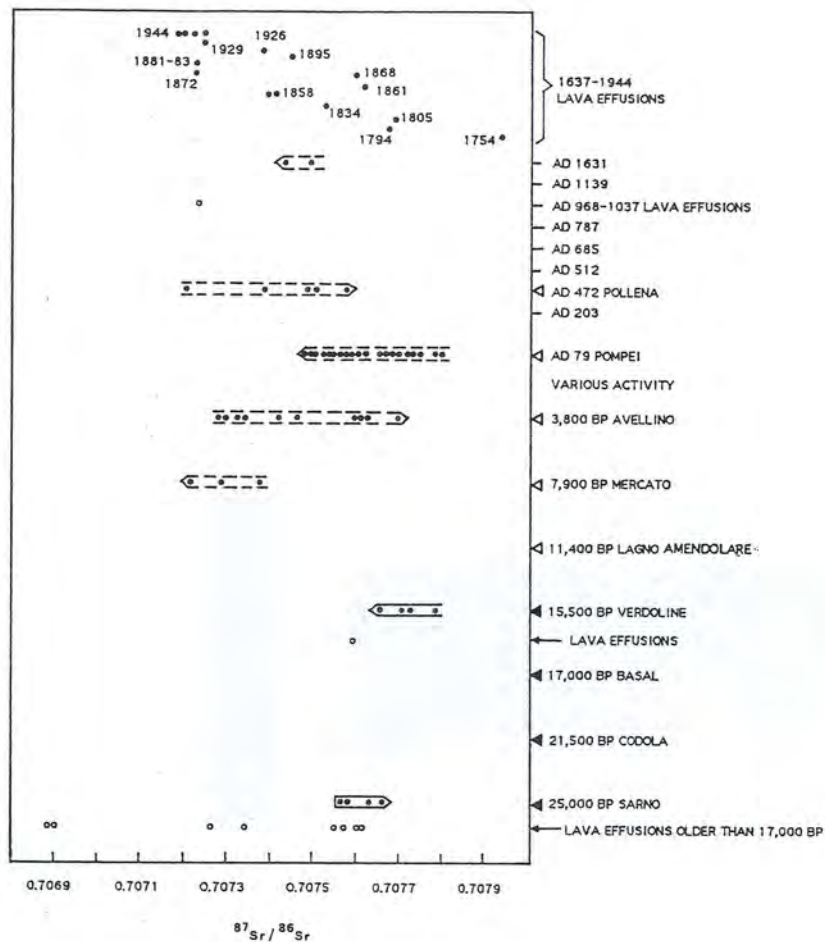 1944
1926
1929
1895
1881-83
1868
1872
1861
1858
1834
1805
1794
1754
1637-1944
LAVA EFFUSIONS
AD 1631
AD 1139
AD 968-1037 LAVA EFFUSIONS
AD 787
AD 685
AD 512
AD 472 POLLENA
AD 203
AD 79 POMPEI
VARIOUS ACTIVITY
3,800 BP AVELLINO
7,900 BP MERCATO
11,400 BP LAGNO AMENDOLARE
15,500 BP VERDOLINE
LAVA EFFUSIONS
17,000 BP BASAL
21,500 BP CODOLA
25,000 BP SARNO
LAVA EFFUSIONS OLDER THAN 17,000 BP
0.7069 0.7071 0.7073 0.7075 0.7077 0.7079
⁸⁷Sr/⁸⁶Sr